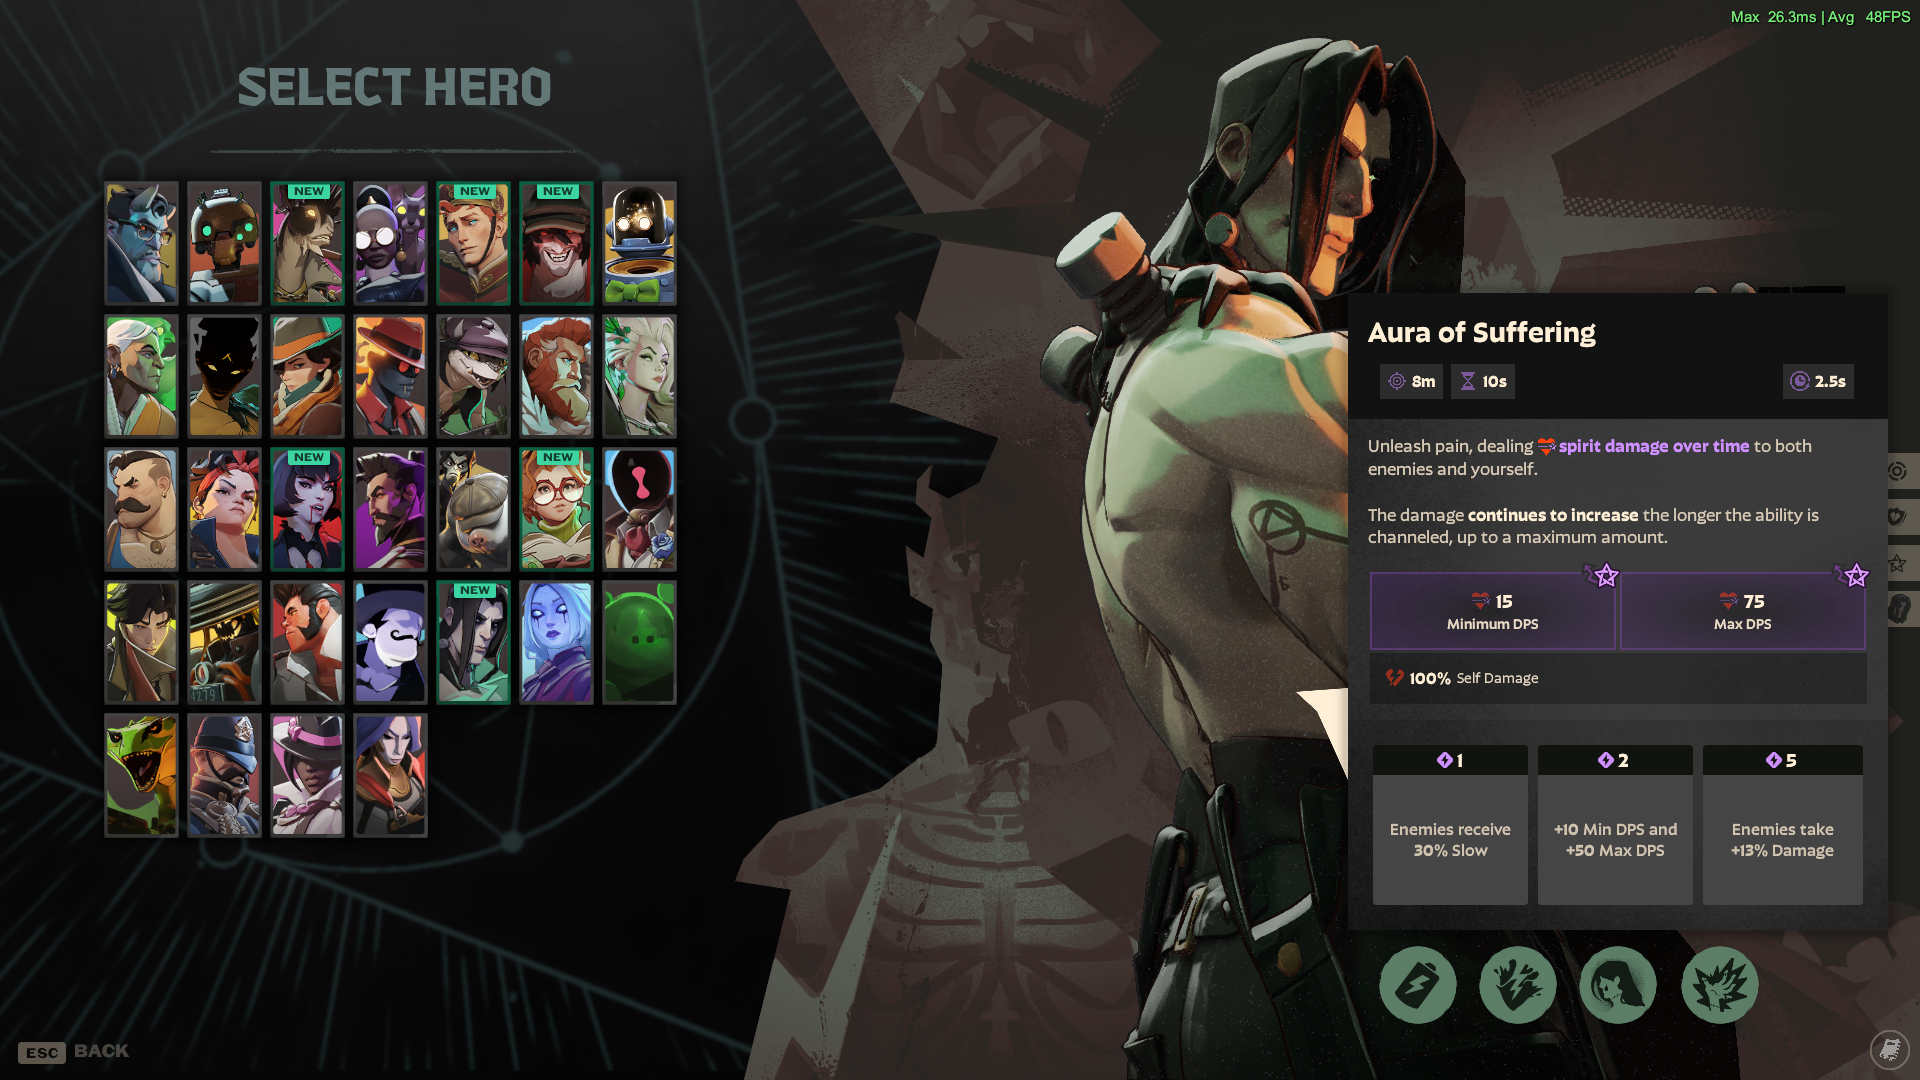 Max 26.3ms | Avg 48FPS
SELECT HERO
NEW
NEW
NEW
NEW
NEW
NEW
Aura of Suffering
8m
10s
2.5s
Unleash pain, dealing spirit damage over time to both
enemies and yourself.
The damage continues to increase the longer the ability is
channeled, up to a maximum amount.
15
Minimum DPS
75
Max DPS
100% Self Damage
1
2
5
Enemies receive
30% Slow
+10 Min DPS and
+50 Max DPS
Enemies take
+13% Damage
ESC BACK